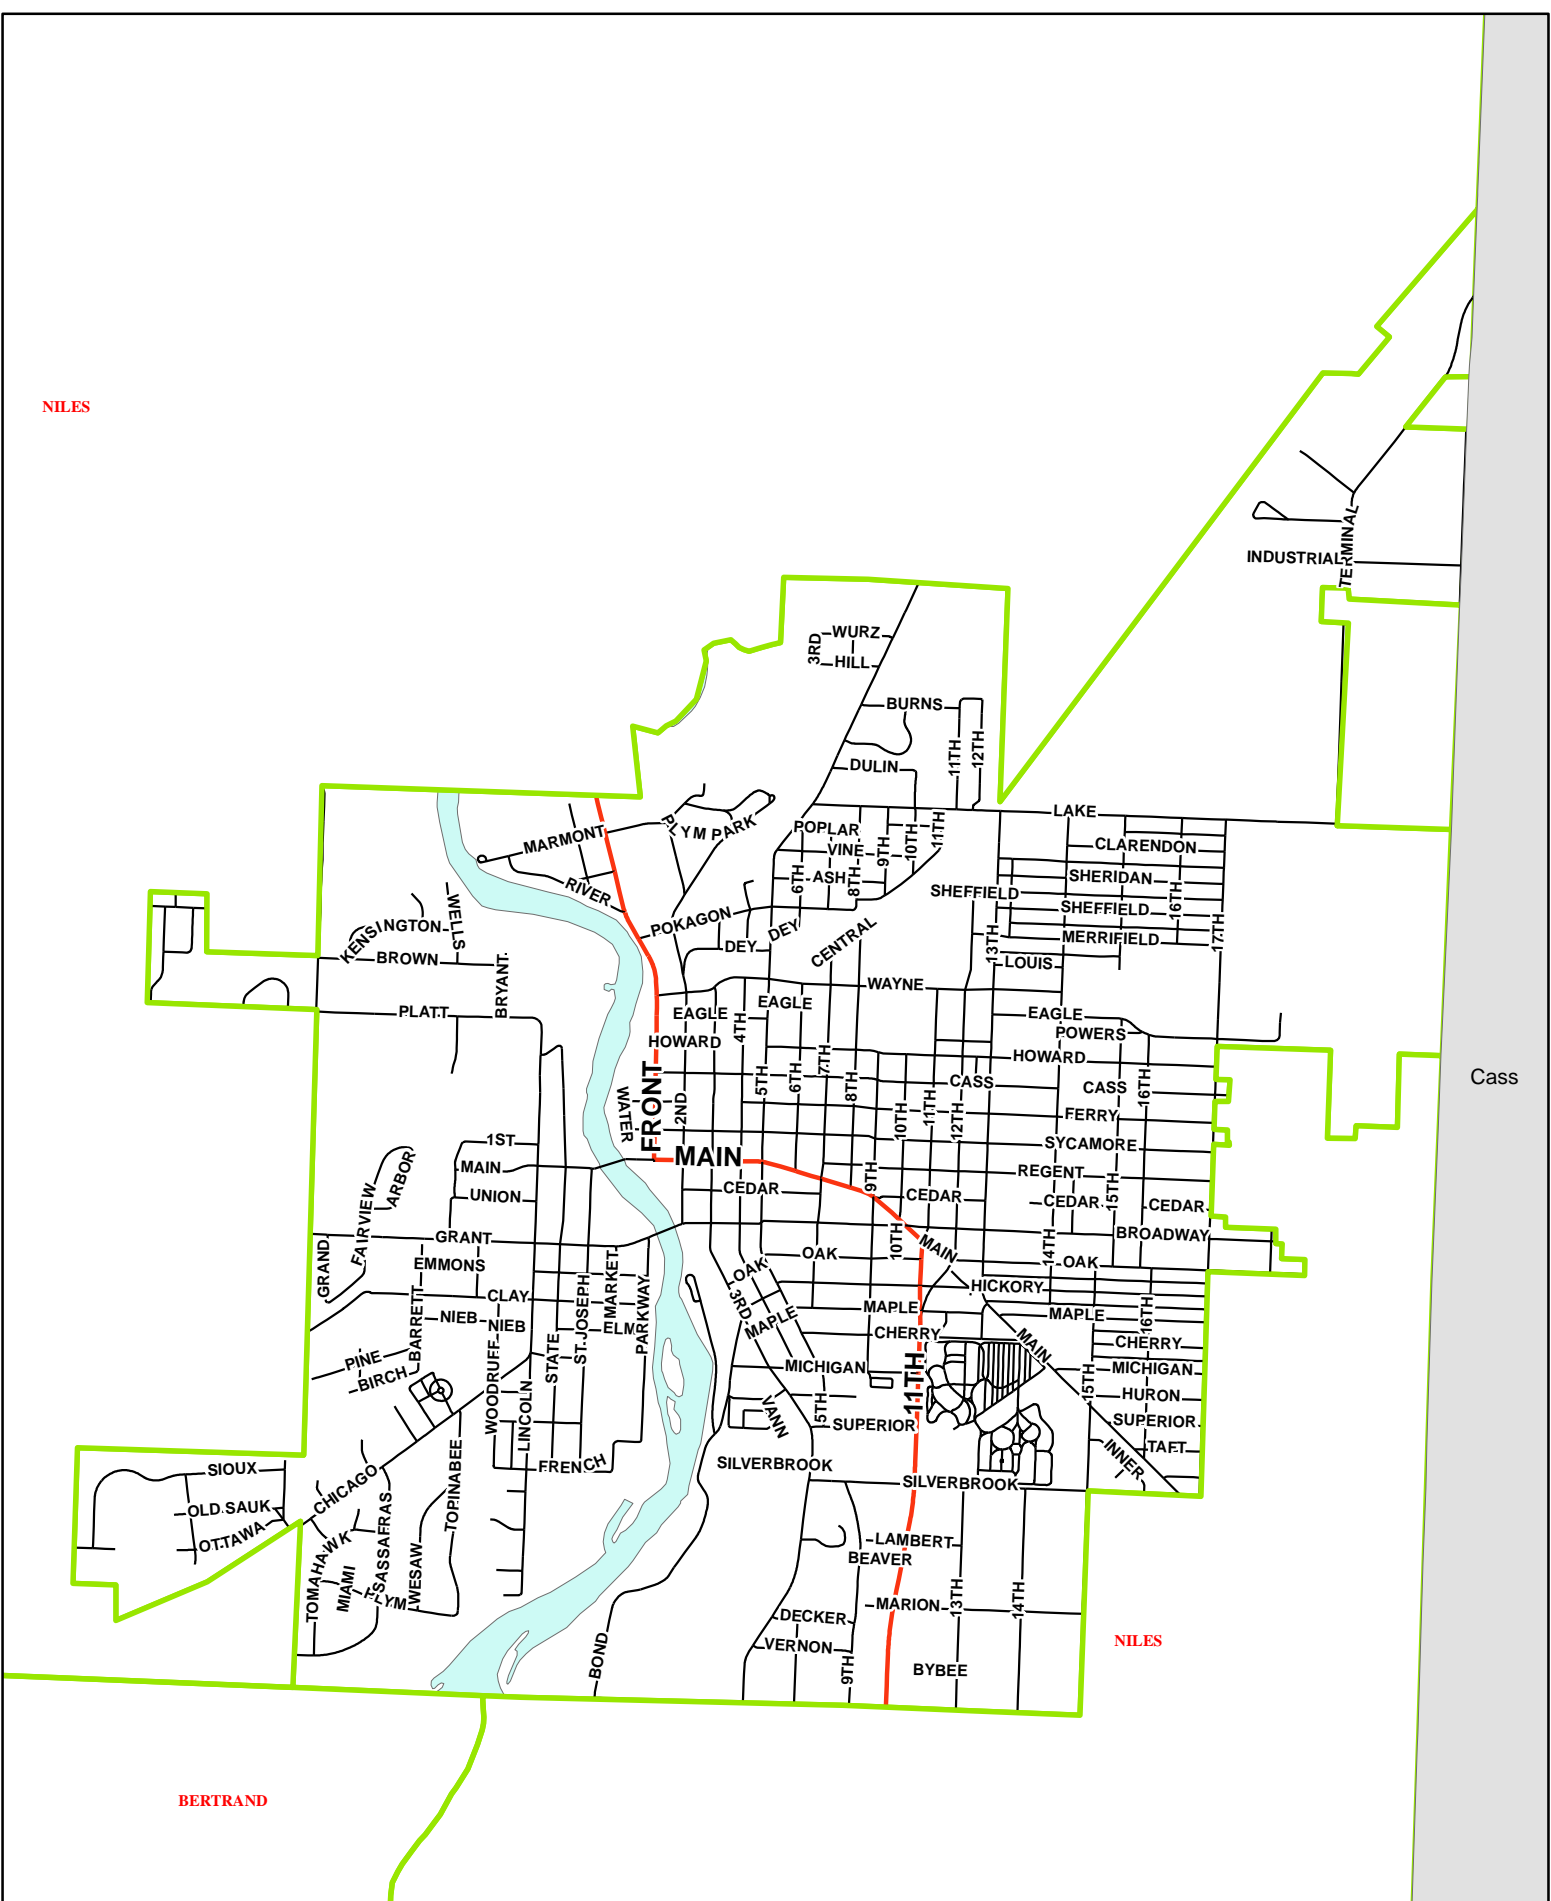 NILES
INDUSTRIAL
TERMINAL
3RD
WURZ
HILL
BURNS
11TH
12TH
DULIN
LAKE
MARMONT
PLYM PARK
POPLAR
VINE
ASH
6TH
8TH
9TH
10TH
11TH
CLARENDON
SHERIDAN
SHEFFIELD
SHEFFIELD
16TH
MERRIFIELD
17TH
13TH
LOUIS
RIVER
POKAGON
DEY
DEY
CENTRAL
KENSINGTON
WELLS
BROWN
BRYANT
PLATT
WAYNE
EAGLE
EAGLE
EAGLE
POWERS
HOWARD
HOWARD
4TH
5TH
6TH
7TH
8TH
CASS
CASS
16TH
Cass
WATER
FRONT
2ND
10TH
11TH
12TH
FERRY
SYCAMORE
1ST
MAIN
MAIN
UNION
REGENT
9TH
CEDAR
CEDAR
CEDAR
CEDAR
15TH
BROADWAY
ARBOR
FAIRVIEW
GRAND
GRANT
EMMONS
BARRETT
CLAY
NIEB
NIEB
ELM
MARKET
ST.JOSEPH
STATE
PARKWAY
OAK
OAK
OAK
10TH
MAIN
14TH
HICKORY
3RD
MAPLE
MAPLE
MAPLE
16TH
CHERRY
CHERRY
MAIN
PINE
BIRCH
WOODRUFF
LINCOLN
MICHIGAN
MICHIGAN
11TH
15TH
HURON
VANN
5TH
SUPERIOR
SUPERIOR
TAFT
INNER
FRENCH
SILVERBROOK
SILVERBROOK
SIOUX
OLD SAUK
OTTAWA
CHICAGO
TOPINABEE
SASSAFRAS
TOMAHAWK
MIAMI
WESAW
PLYM
LAMBERT
BEAVER
MARION
13TH
14TH
DECKER
VERNON
9TH
BYBEE
BOND
NILES
BERTRAND